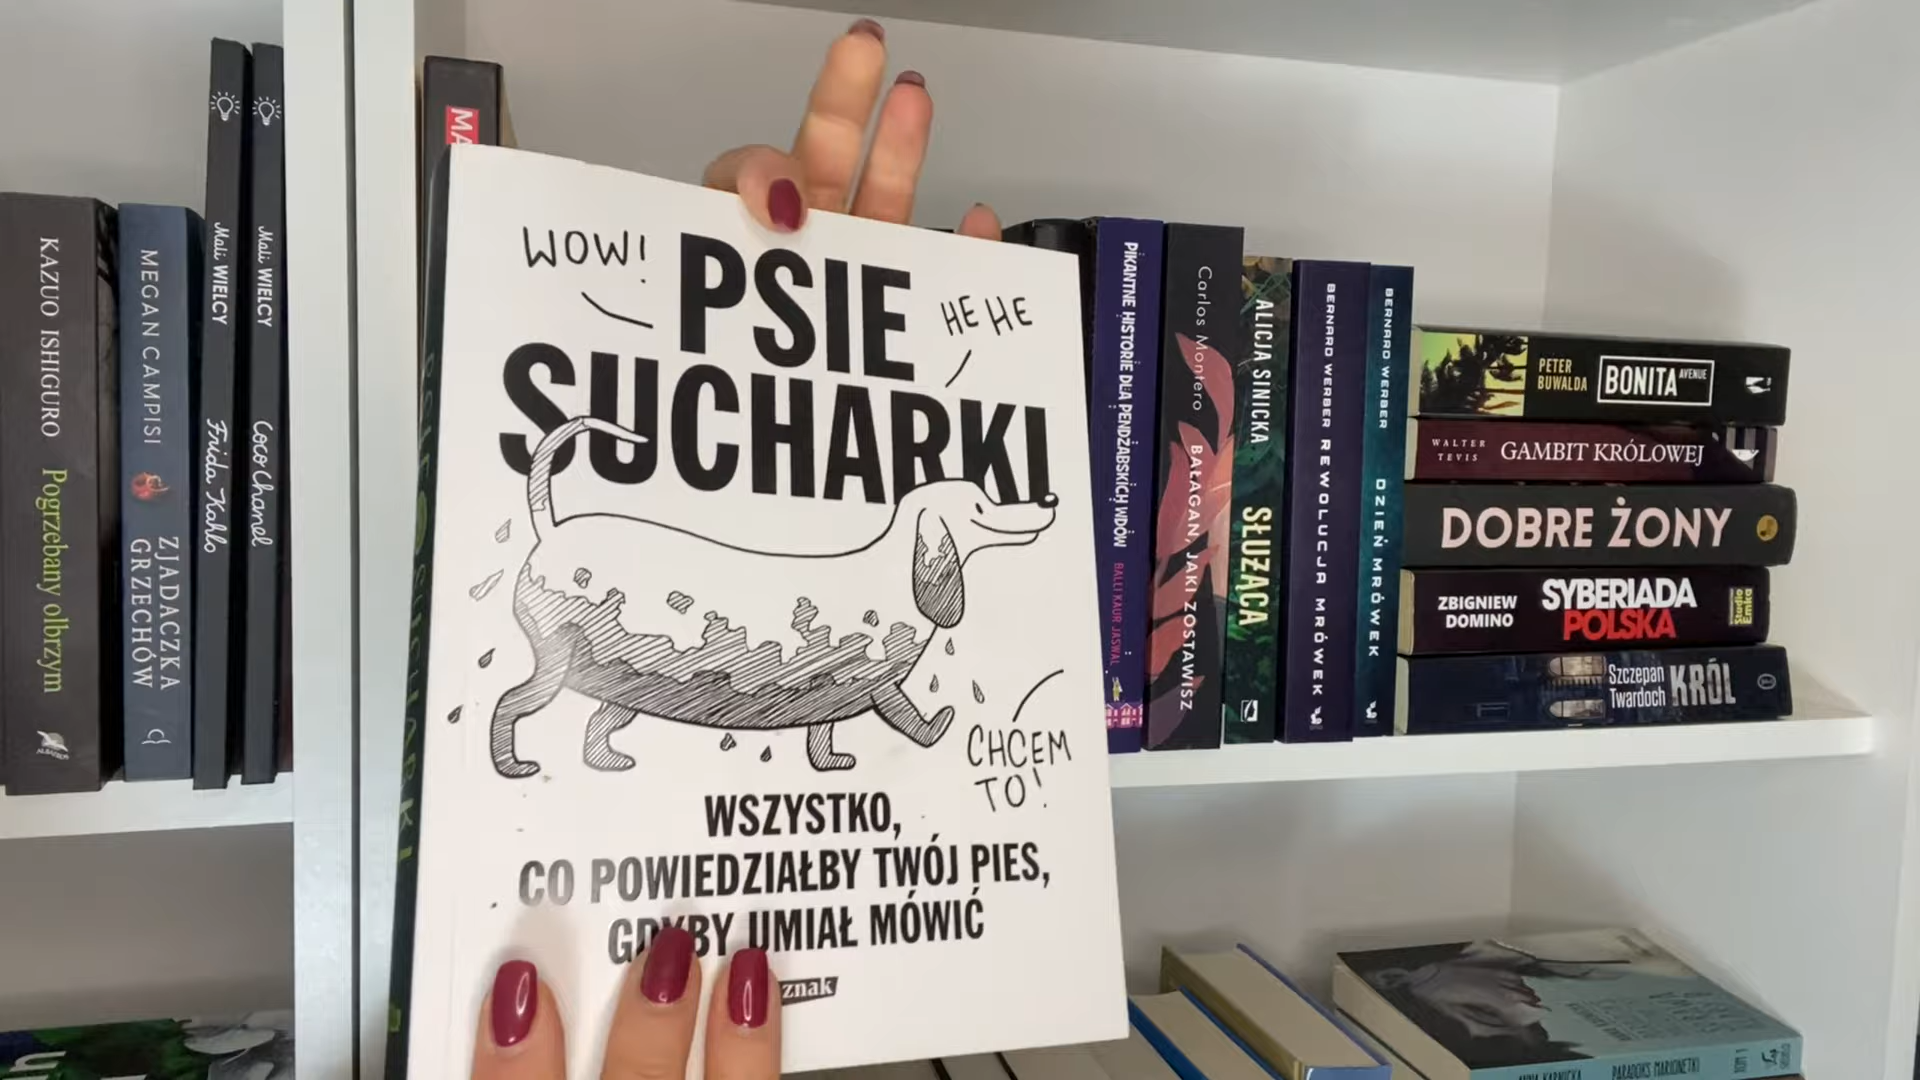 KAZUO ISHIGURO Pogrzebany olbrzym
ALBATROS
MEGAN CAMPISI ZJADACZKA GRZECHÓW
Mali WIELCY Frida Kahlo
Mali WIELCY Coco Chanel
MA
WOW!
PSIE
SUCHARKI
HE HE
CHCEM
TO!
WSZYSTKO,
CO POWIEDZIAŁBY TWÓJ PIES,
GDYBY UMIAŁ MÓWIĆ
znak
PIKANTNE HISTORIE DLA PENDŻABSKICH WDÓW BALLI KAUR JASWAL
Carlos Montero BAŁAGAN, JAKI ZOSTAWISZ
ALICJA SINICKA SŁUŻĄCA
BERNARD WERBER REWOLUCJA MRÓWEK
BERNARD WERBER DZIEŃ MRÓWEK
PETER BUWALDA BONITA AVENUE
WALTER TEVIS GAMBIT KRÓLOWEJ
DOBRE ŻONY
ZBIGNIEW DOMINO SYBERIADA POLSKA
Szczepan Twardoch KRÓL
ANNA KARNICKA PARADOKS MARIONETKI